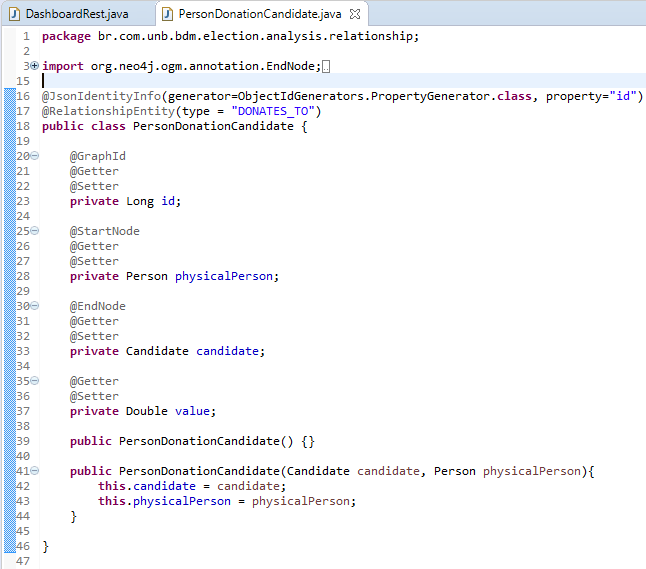 DashboardRest.java PersonDonationCandidate.java
1 package br.com.unb.bdm.election.analysis.relationship;
2
3 import org.neo4j.ogm.annotation.EndNode;
15
16 @JsonIdentityInfo(generator=ObjectIdGenerators.PropertyGenerator.class, property="id")
17 @RelationshipEntity(type = "DONATES_TO")
18 public class PersonDonationCandidate {
19
20 @GraphId
21 @Getter
22 @Setter
23 private Long id;
24
25 @StartNode
26 @Getter
27 @Setter
28 private Person physicalPerson;
29
30 @EndNode
31 @Getter
32 @Setter
33 private Candidate candidate;
34
35 @Getter
36 @Setter
37 private Double value;
38
39 public PersonDonationCandidate() {}
40
41 public PersonDonationCandidate(Candidate candidate, Person physicalPerson){
42 this.candidate = candidate;
43 this.physicalPerson = physicalPerson;
44 }
45
46 }
47